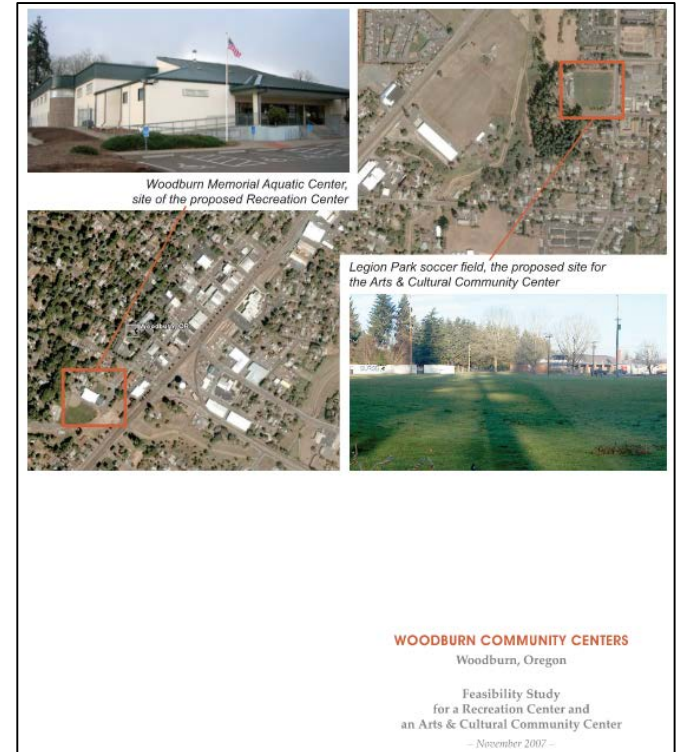 Woodburn Memorial Aquatic Center,
site of the proposed Recreation Center
Legion Park soccer field, the proposed site for
the Arts & Cultural Community Center
Woodburn, OR
WOODBURN COMMUNITY CENTERS
Woodburn, Oregon
Feasibility Study
for a Recreation Center and
an Arts & Cultural Community Center
– November 2007 –